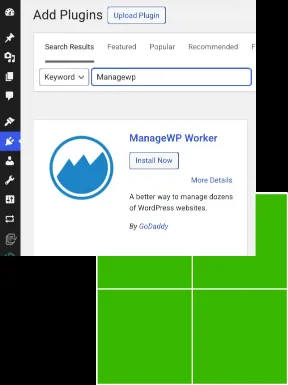 Add Plugins Upload Plugin
Search Results Featured Popular Recommended F
Keyword Managewp
ManageWP Worker
Install Now
More Details
A better way to manage dozens
of WordPress websites.
By GoDaddy